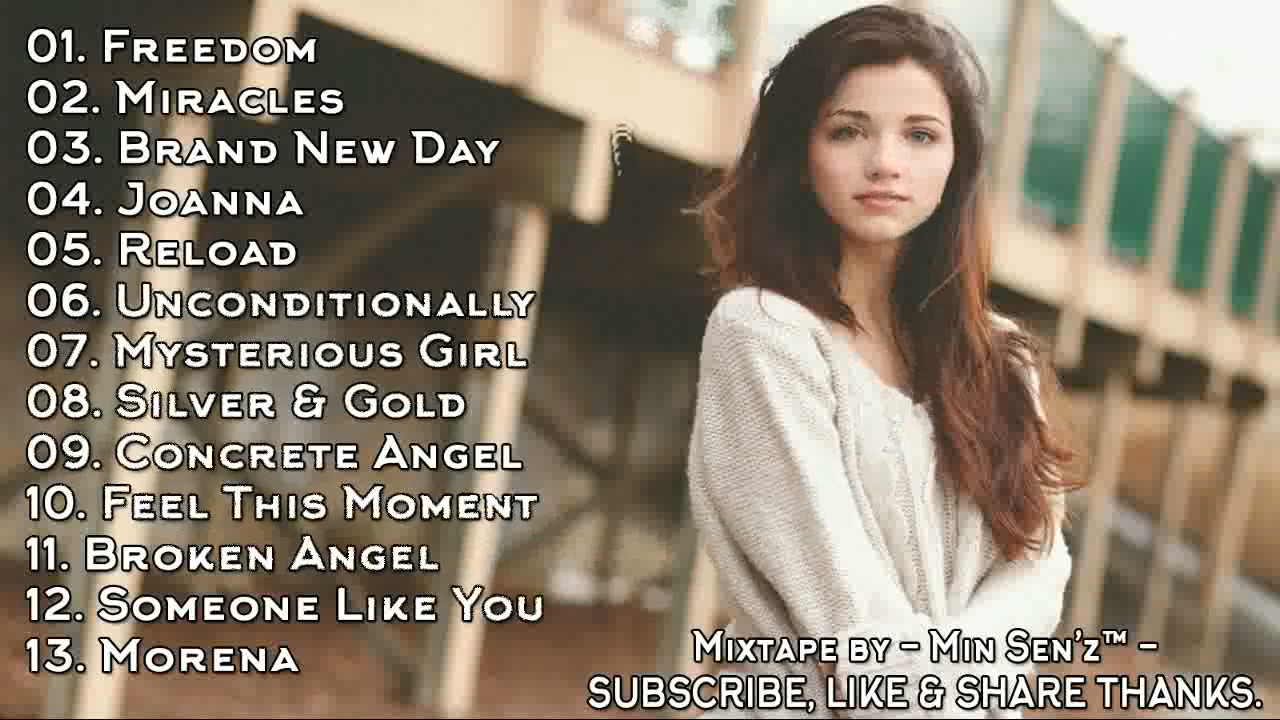 01. Freedom
02. Miracles
03. Brand New Day
04. Joanna
05. Reload
06. Unconditionally
07. Mysterious Girl
08. Silver & Gold
09. Concrete Angel
10. Feel This Moment
11. Broken Angel
12. Someone Like You
13. Morena
Mixtape by - Min Sen'z™ -
SUBSCRIBE, LIKE & SHARE THANKS.